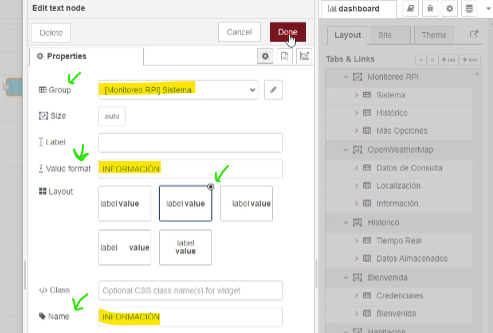 Edit text node
Delete
Cancel
Done
Properties
Group
[Monitoreo RPI] Sistema
Size
auto
Label
Value format
INFORMACIÓN
Layout
label value
label value
label value
label value
label
value
Class
Optional CSS class name(s) for widget
Name
INFORMACIÓN
dashboard
Layout
Site
Theme
Tabs & Links
+ tab
+ link
Monitoreo RPI
Sistema
Histórico
Más Opciones
OpenWeatherMap
Datos de Consulta
Localización
Información
Historico
Tiempo Real
Datos Almacenados
Bienvenida
Credenciales
Bienvenida
Habitacion